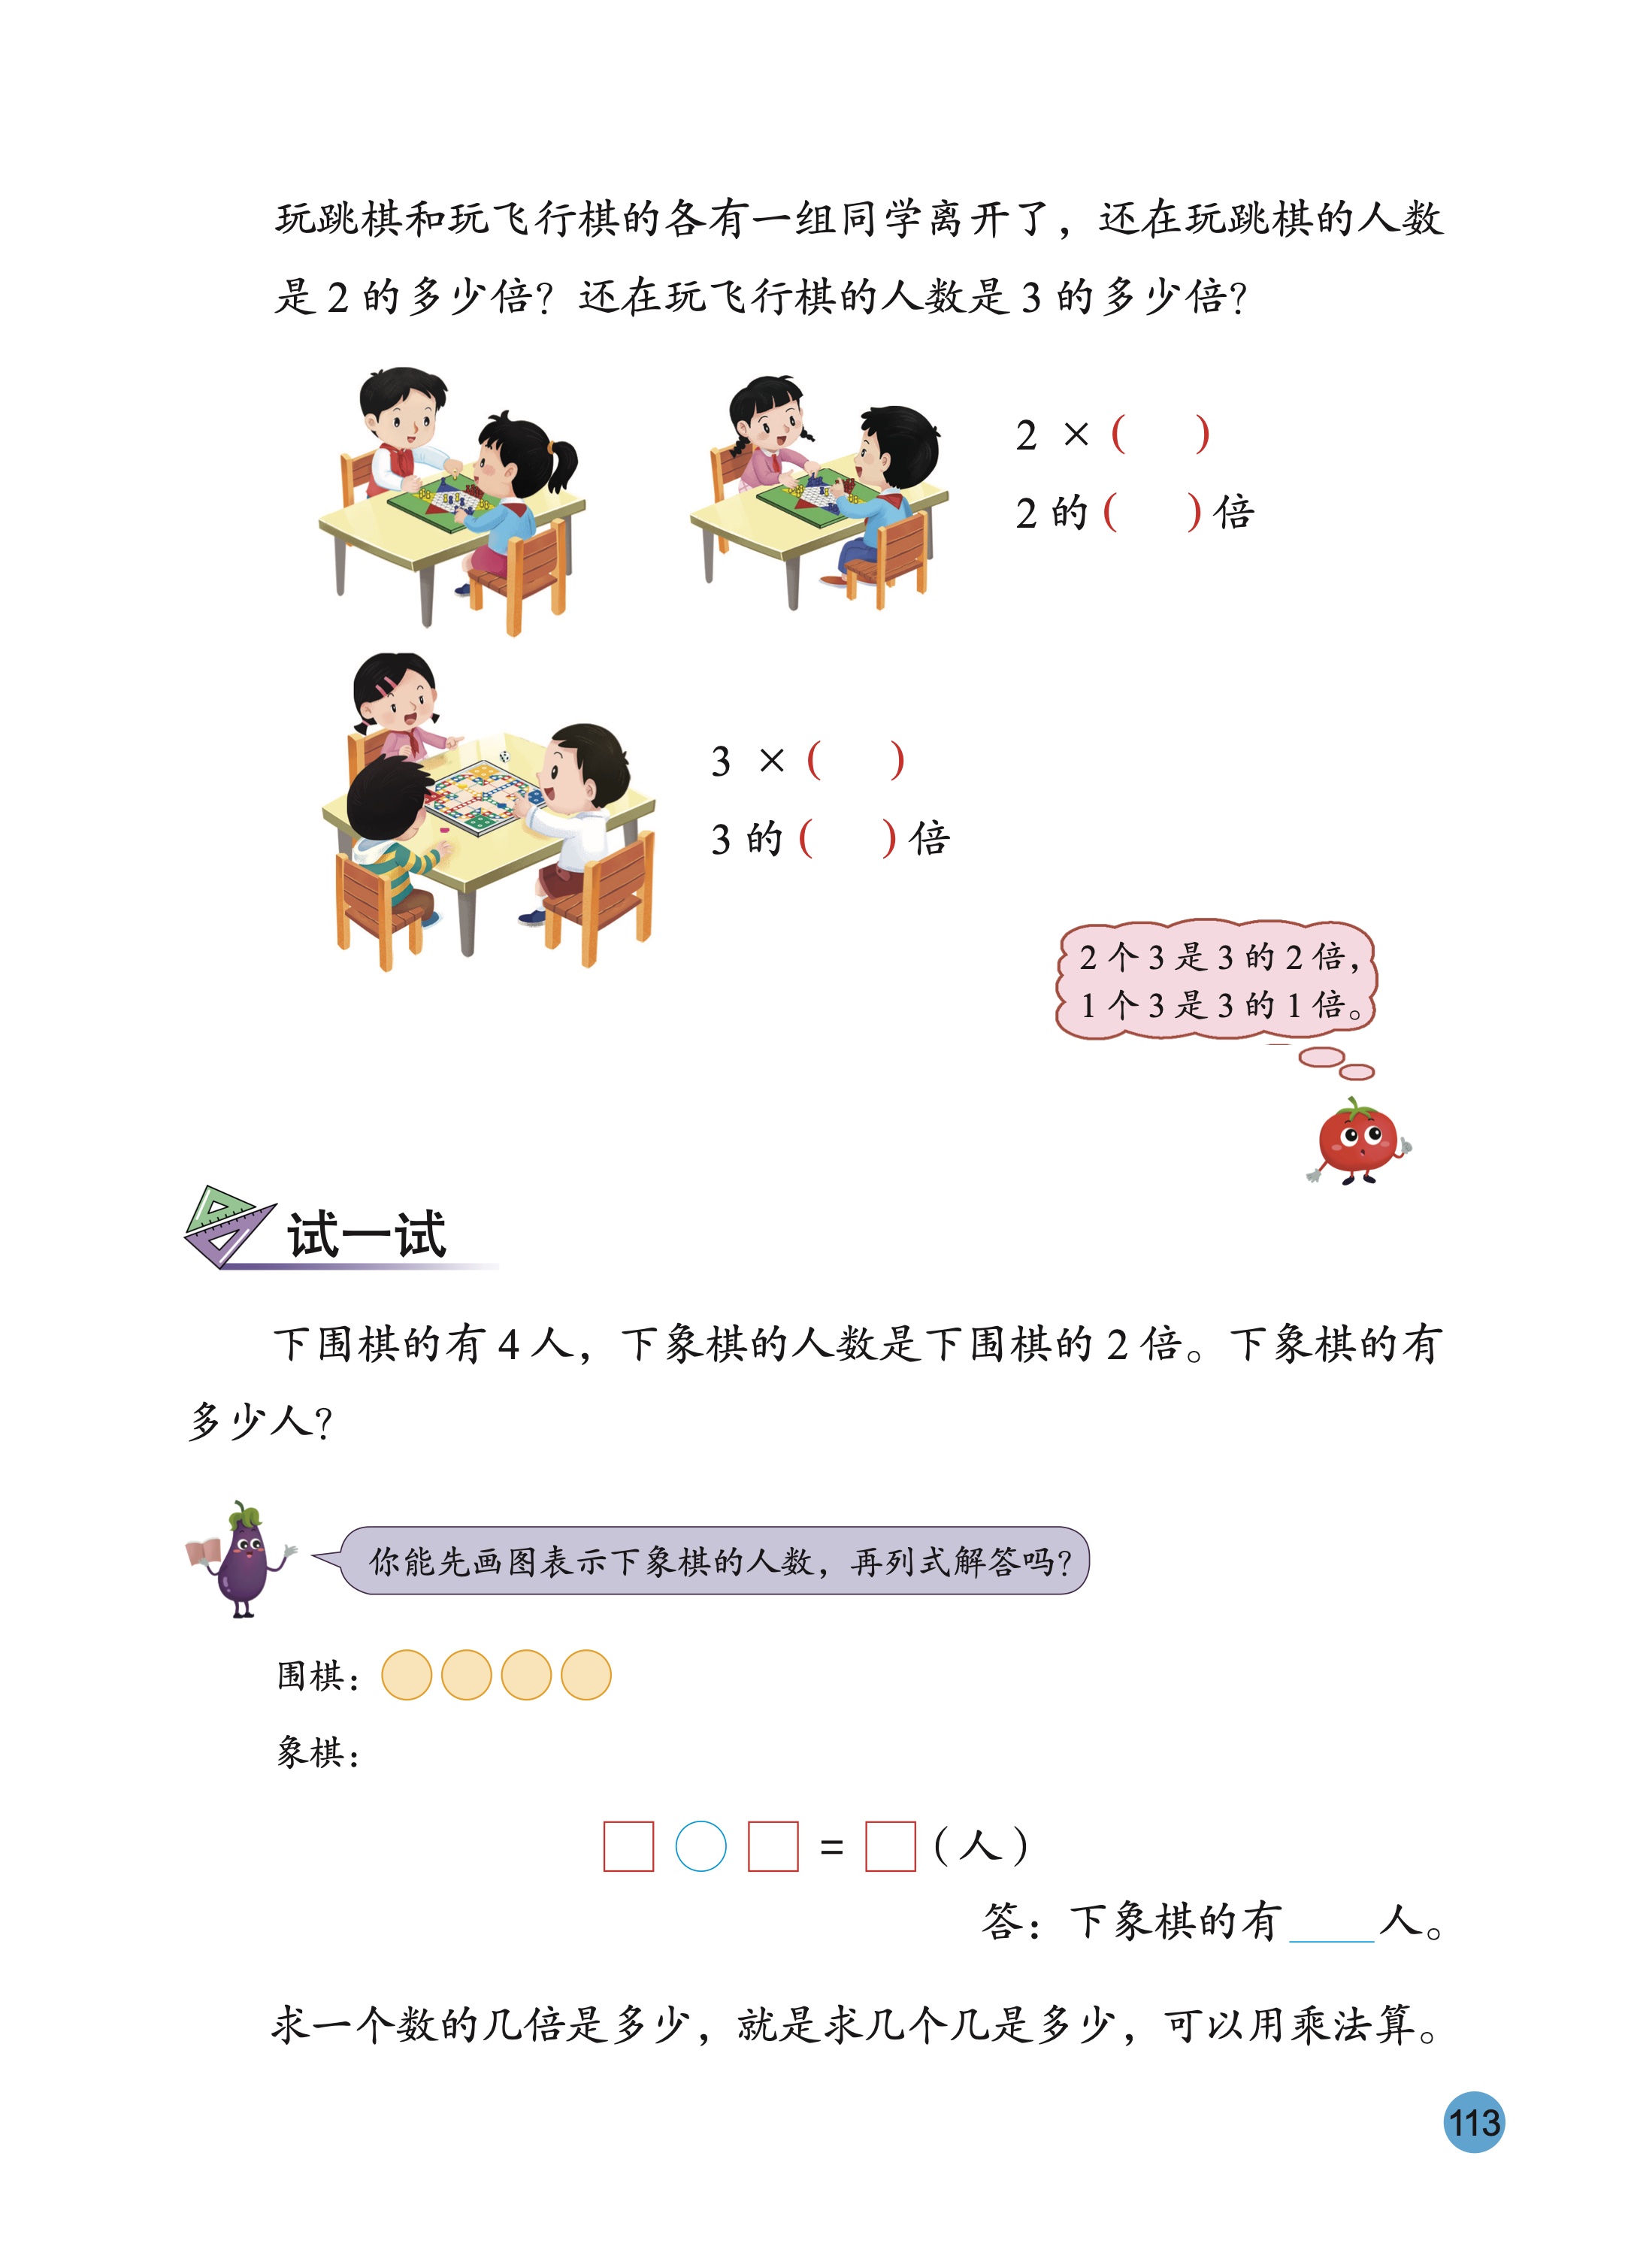 玩跳棋和玩飞行棋的各有一组同学离开了，还在玩跳棋的人数
是 2 的多少倍？还在玩飞行棋的人数是 3 的多少倍？
2 × (    )
2 的 (    ) 倍
3 × (    )
3 的 (    ) 倍
2 个 3 是 3 的 2 倍，
1 个 3 是 3 的 1 倍。
试一试
下围棋的有 4 人，下象棋的人数是下围棋的 2 倍。下象棋的有
多少人？
你能先画图表示下象棋的人数，再列式解答吗？
围棋：
象棋：
□ ○ □ = □（人）
答：下象棋的有____人。
求一个数的几倍是多少，就是求几个几是多少，可以用乘法算。
113